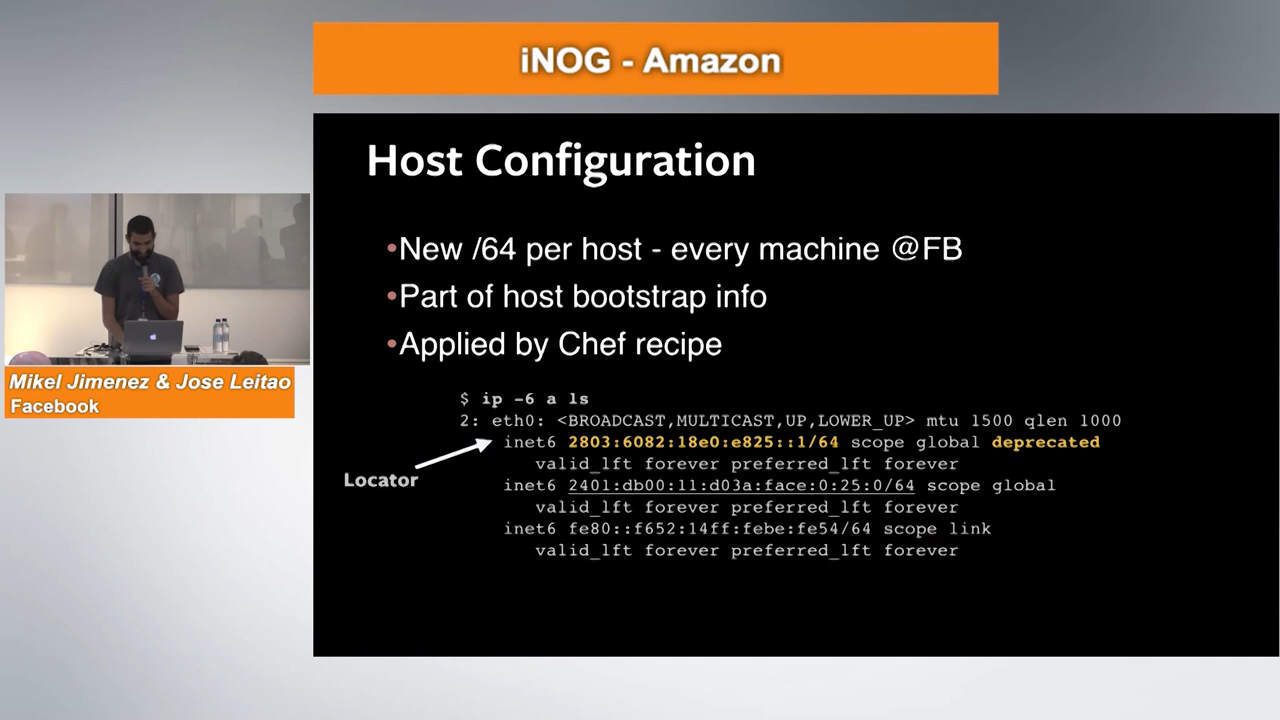 iNOG - Amazon
Host Configuration
•New /64 per host - every machine @FB
•Part of host bootstrap info
•Applied by Chef recipe
$ ip -6 a ls
2: eth0: <BROADCAST,MULTICAST,UP,LOWER_UP> mtu 1500 qlen 1000
inet6 2803:6082:18e0:e825::1/64 scope global deprecated
valid_lft forever preferred_lft forever
Locator
inet6 2401:db00:11:d03a:face:0:25:0/64 scope global
valid_lft forever preferred_lft forever
inet6 fe80::f652:14ff:febe:fe54/64 scope link
valid_lft forever preferred_lft forever
Mikel Jimenez & Jose Leitao
Facebook